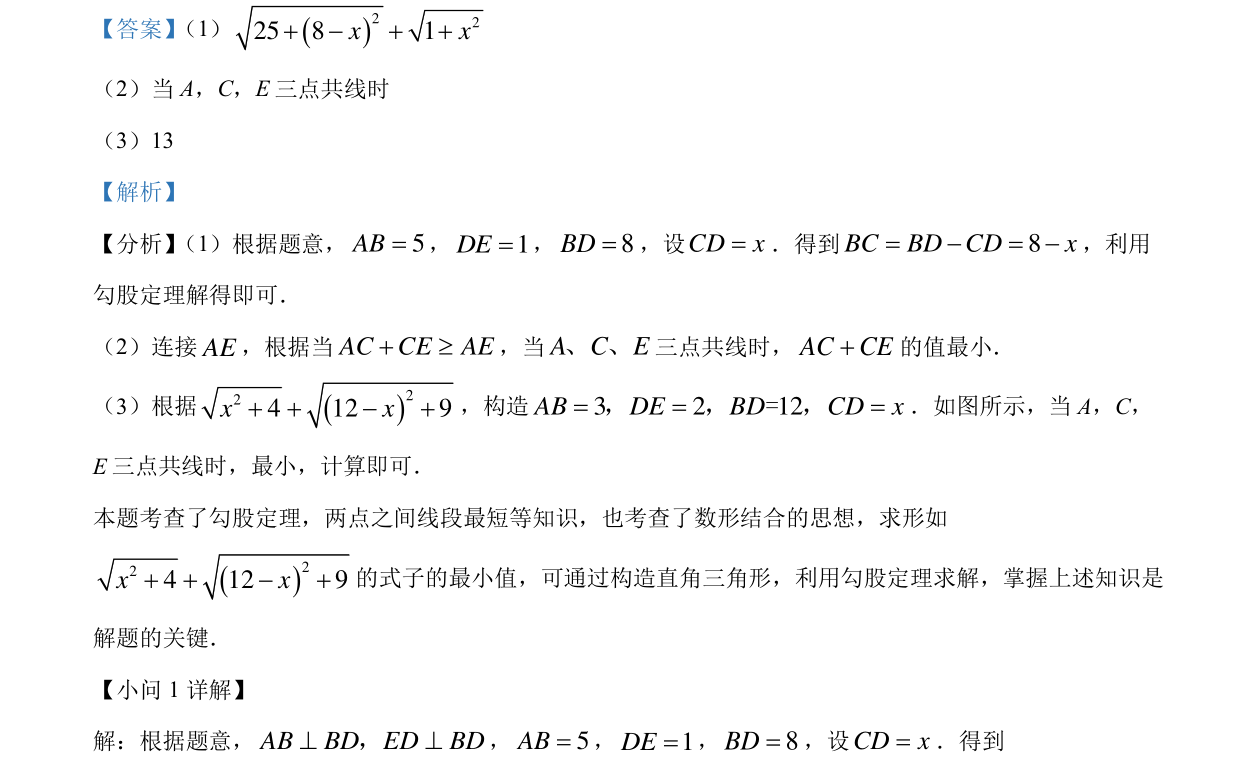 【答案】（1）$\sqrt{25+(8-x)^2}+\sqrt{1+x^2}$
（2）当 A，C，E 三点共线时
（3）13
【解析】
【分析】（1）根据题意，AB = 5，DE = 1，BD = 8，设CD = x．得到BC = BD − CD = 8 − x，利用
勾股定理解得即可．
（2）连接 AE，根据当 AC + CE ≥ AE，当 A、C、E 三点共线时，AC + CE 的值最小．
（3）根据$\sqrt{x^2+4}+\sqrt{(12-x)^2+9}$，构造 AB = 3，DE = 2，BD=12，CD = x．如图所示，当 A，C，
E 三点共线时，最小，计算即可．
本题考查了勾股定理，两点之间线段最短等知识，也考查了数形结合的思想，求形如
$\sqrt{x^2+4}+\sqrt{(12-x)^2+9}$ 的式子的最小值，可通过构造直角三角形，利用勾股定理求解，掌握上述知识是
解题的关键．
【小问 1 详解】
解：根据题意，AB ⊥ BD，ED ⊥ BD，AB = 5，DE = 1，BD = 8，设CD = x．得到